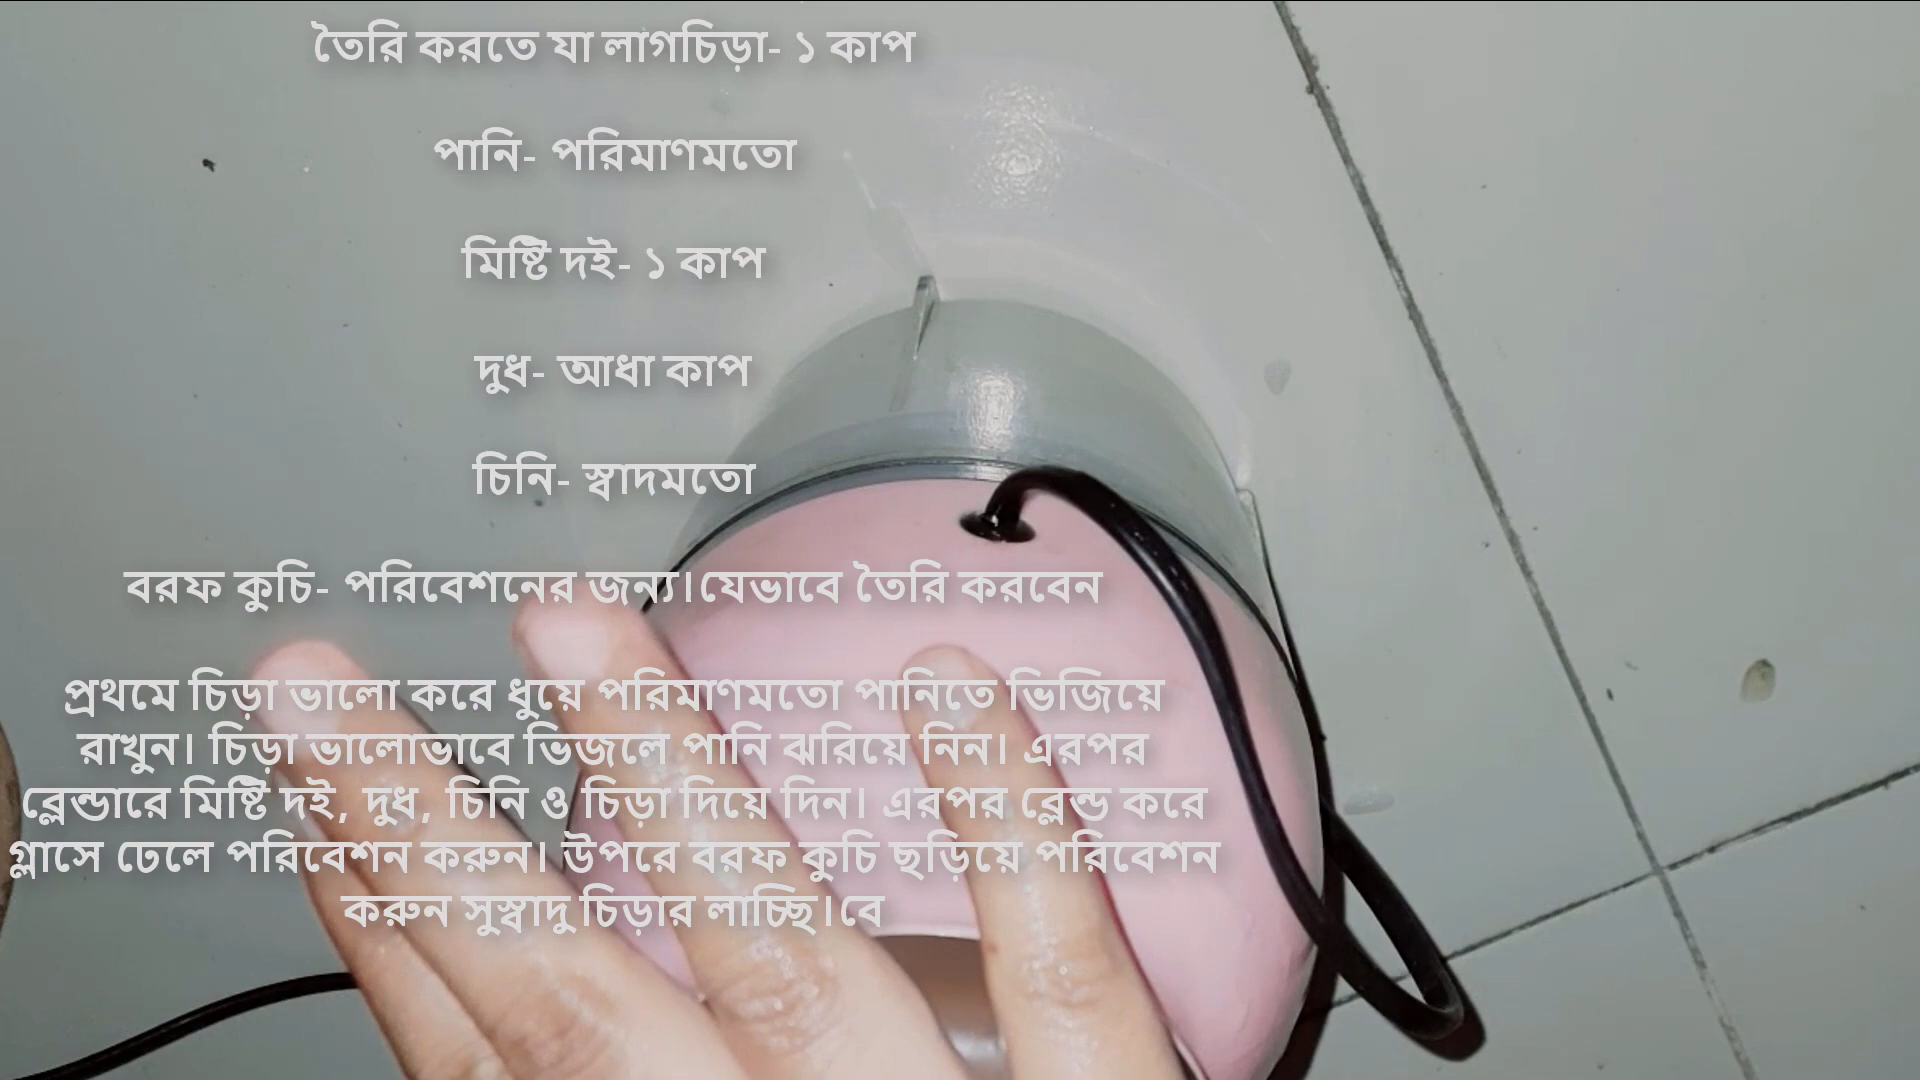 তৈরি করতে যা লাগচিড়া- ১ কাপ
পানি- পরিমাণমতো
মিষ্টি দই- ১ কাপ
দুধ- আধা কাপ
চিনি- স্বাদমতো
বরফ কুচি- পরিবেশনের জন্য।যেভাবে তৈরি করবেন
প্রথমে চিড়া ভালো করে ধুয়ে পরিমাণমতো পানিতে ভিজিয়ে
রাখুন। চিড়া ভালোভাবে ভিজলে পানি ঝরিয়ে নিন। এরপর
ব্লেন্ডারে মিষ্টি দই, দুধ, চিনি ও চিড়া দিয়ে দিন। এরপর ব্লেন্ড করে
গ্লাসে ঢেলে পরিবেশন করুন। উপরে বরফ কুচি ছড়িয়ে পরিবেশন
করুন সুস্বাদু চিড়ার লাচ্ছি।বে